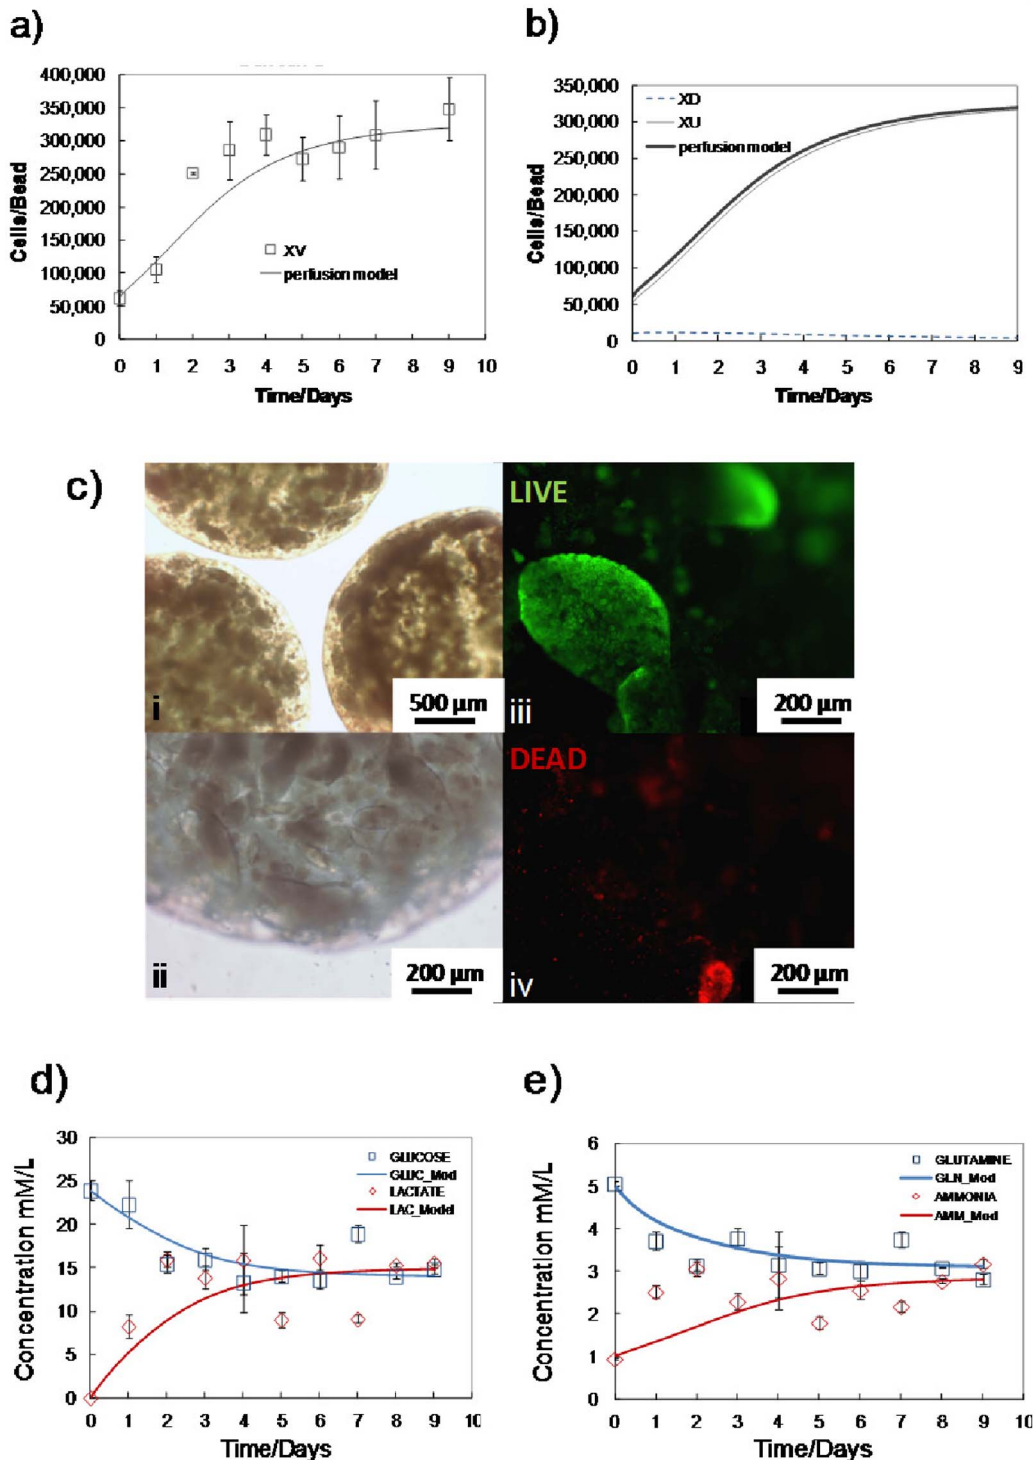 a)
400,000
350,000
300,000
250,000
200,000
150,000
100,000
50,000
0
Cells/Bead
XV
perfusion model
0 1 2 3 4 5 6 7 8 9 10
Time/Days
b)
350,000
300,000
250,000
200,000
150,000
100,000
50,000
0
Cells/Bead
XD
XU
perfusion model
0 1 2 3 4 5 6 7 8 9
Time/Days
c)
i
500 µm
LIVE
iii
200 µm
ii
200 µm
DEAD
iv
200 µm
d)
30
25
20
15
10
5
0
Concentration mM/L
GLUCOSE
GLUC_Mod
LACTATE
LAC_Model
0 1 2 3 4 5 6 7 8 9 10
Time/Days
e)
6
5
4
3
2
1
0
Concentration mM/L
GLUTAMINE
GLN_Mod
AMMONIA
AMM_Mod
0 1 2 3 4 5 6 7 8 9 10
Time/Days